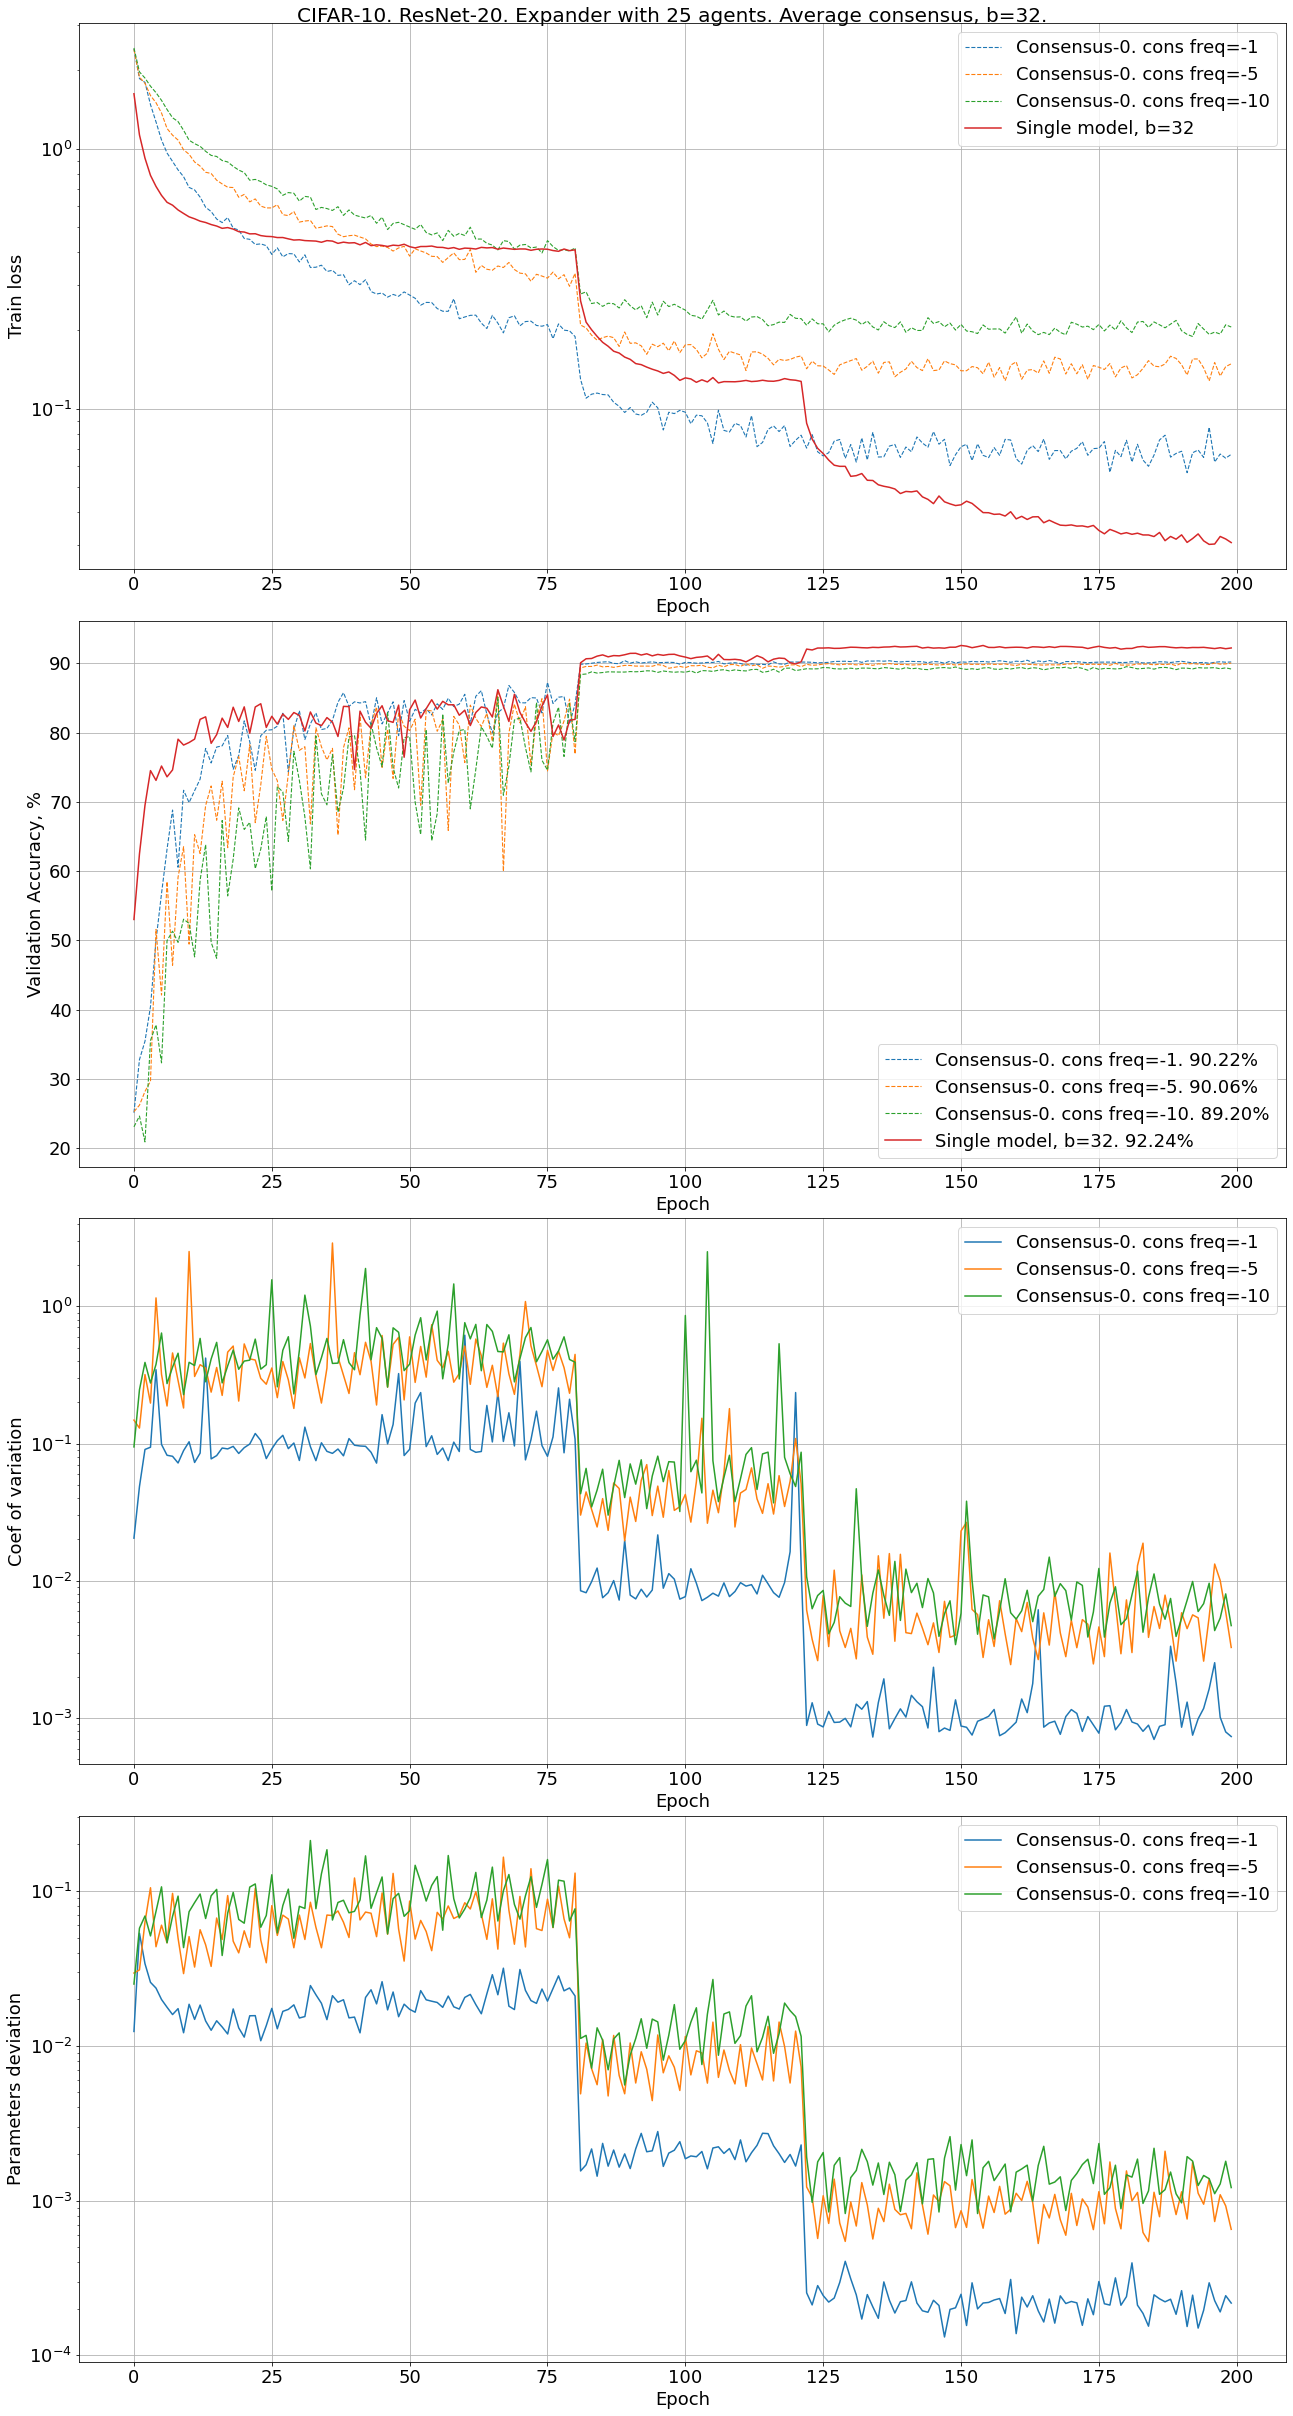 CIFAR-10. ResNet-20. Expander with 25 agents. Average consensus, b=32.
Consensus-0. cons freq=-1
Consensus-0. cons freq=-5
Consensus-0. cons freq=-10
Single model, b=32
Train loss
10⁰
10⁻¹
0 25 50 75 100 125 150 175 200
Epoch
Validation Accuracy, %
90
80
70
60
50
40
30
20
Consensus-0. cons freq=-1. 90.22%
Consensus-0. cons freq=-5. 90.06%
Consensus-0. cons freq=-10. 89.20%
Single model, b=32. 92.24%
0 25 50 75 100 125 150 175 200
Epoch
Consensus-0. cons freq=-1
Consensus-0. cons freq=-5
Consensus-0. cons freq=-10
Coef of variation
10⁰
10⁻¹
10⁻²
10⁻³
0 25 50 75 100 125 150 175 200
Epoch
Consensus-0. cons freq=-1
Consensus-0. cons freq=-5
Consensus-0. cons freq=-10
Parameters deviation
10⁻¹
10⁻²
10⁻³
10⁻⁴
0 25 50 75 100 125 150 175 200
Epoch